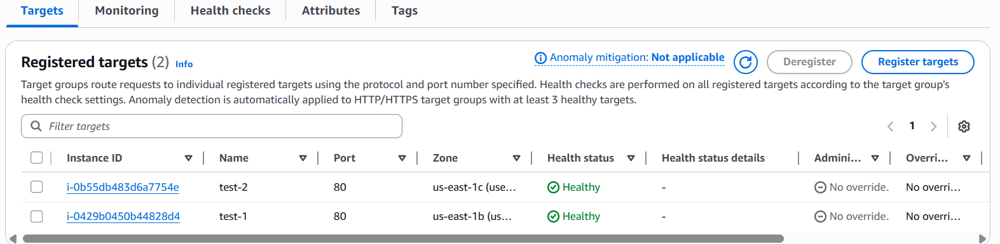 Targets Monitoring Health checks Attributes Tags
Registered targets (2) Info Anomaly mitigation: Not applicable Deregister Register targets
Target groups route requests to individual registered targets using the protocol and port number specified. Health checks are performed on all registered targets according to the target group's
health check settings. Anomaly detection is automatically applied to HTTP/HTTPS target groups with at least 3 healthy targets.
Filter targets 1
Instance ID Name Port Zone Health status Health status details Admini... Overri...
i-0b55db483d6a7754e test-2 80 us-east-1c (use... Healthy - No override. No overri...
i-0429b0450b44828d4 test-1 80 us-east-1b (us... Healthy - No override. No overri...